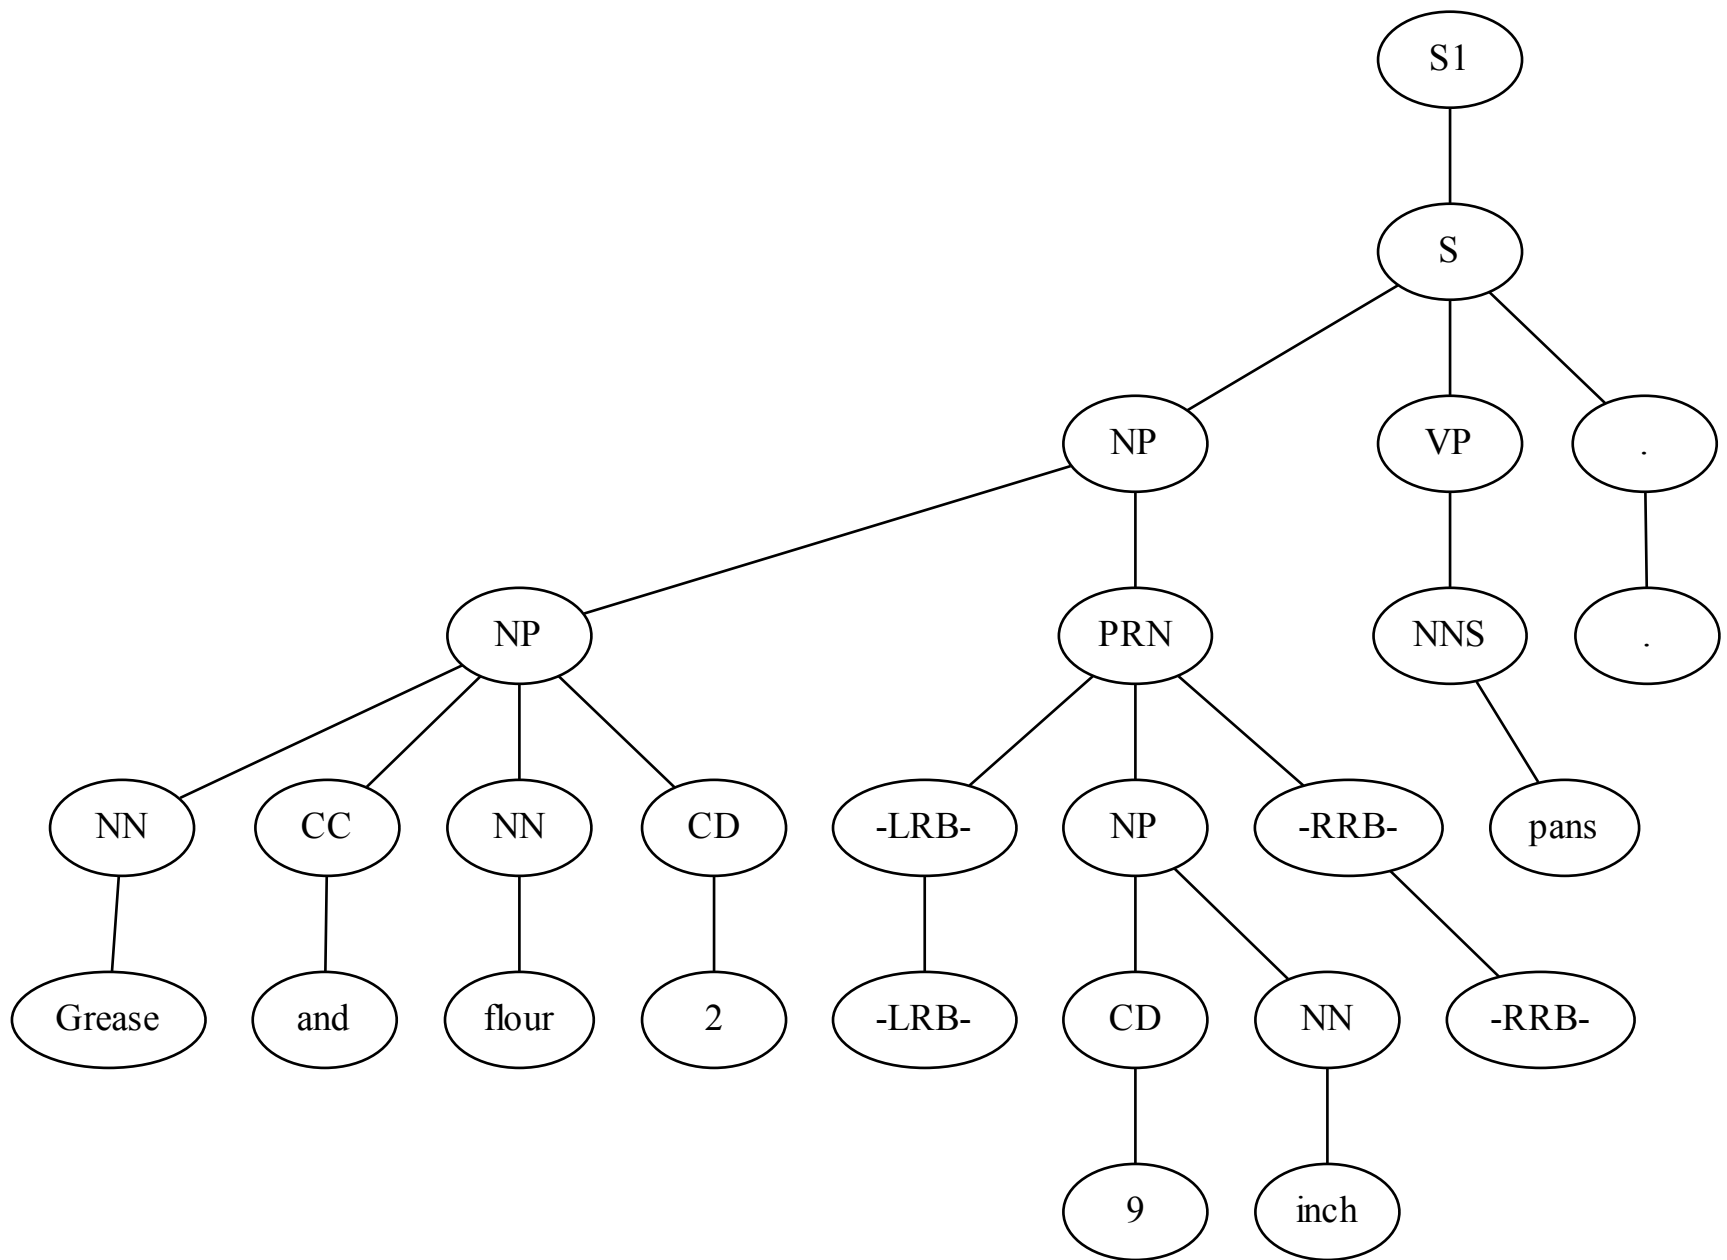 S1
S
NP VP .
NP PRN NNS .
NN CC NN CD -LRB- NP -RRB- pans
Grease and flour 2 -LRB- CD NN -RRB-
9 inch